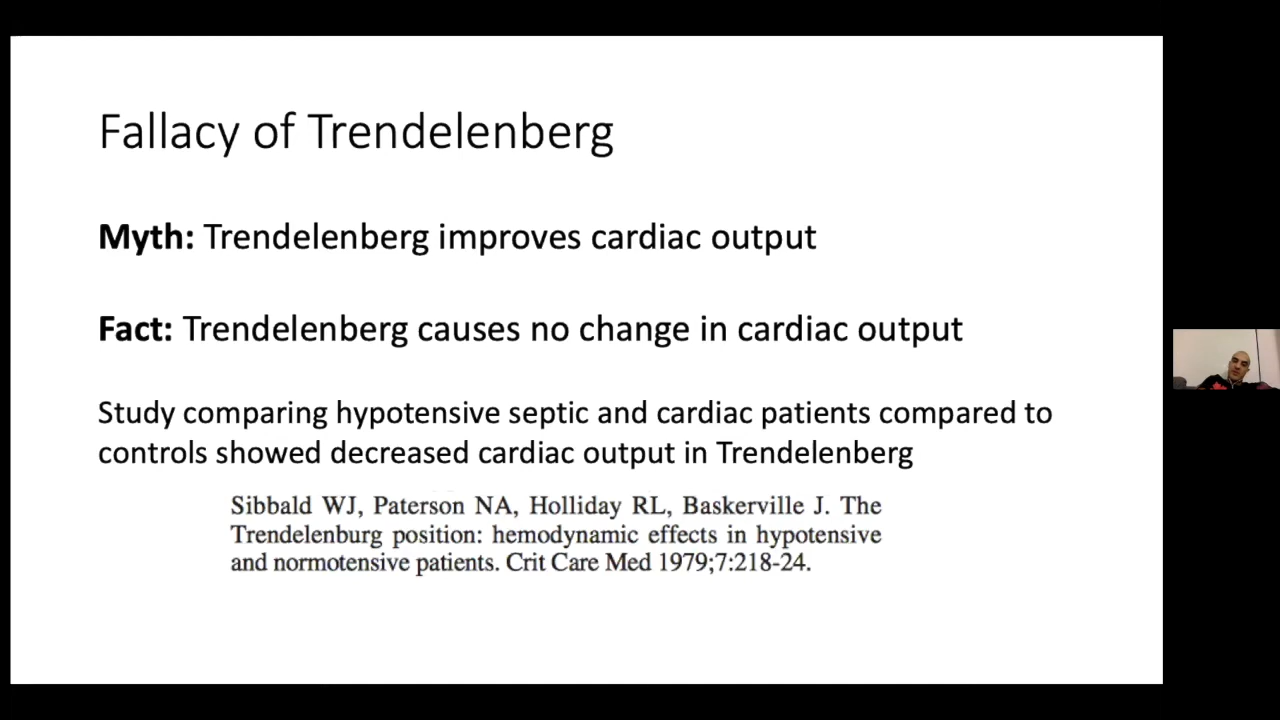 Fallacy of Trendelenberg
Myth: Trendelenberg improves cardiac output
Fact: Trendelenberg causes no change in cardiac output
Study comparing hypotensive septic and cardiac patients compared to
controls showed decreased cardiac output in Trendelenberg
Sibbald WJ, Paterson NA, Holliday RL, Baskerville J. The
Trendelenburg position: hemodynamic effects in hypotensive
and normotensive patients. Crit Care Med 1979;7:218-24.